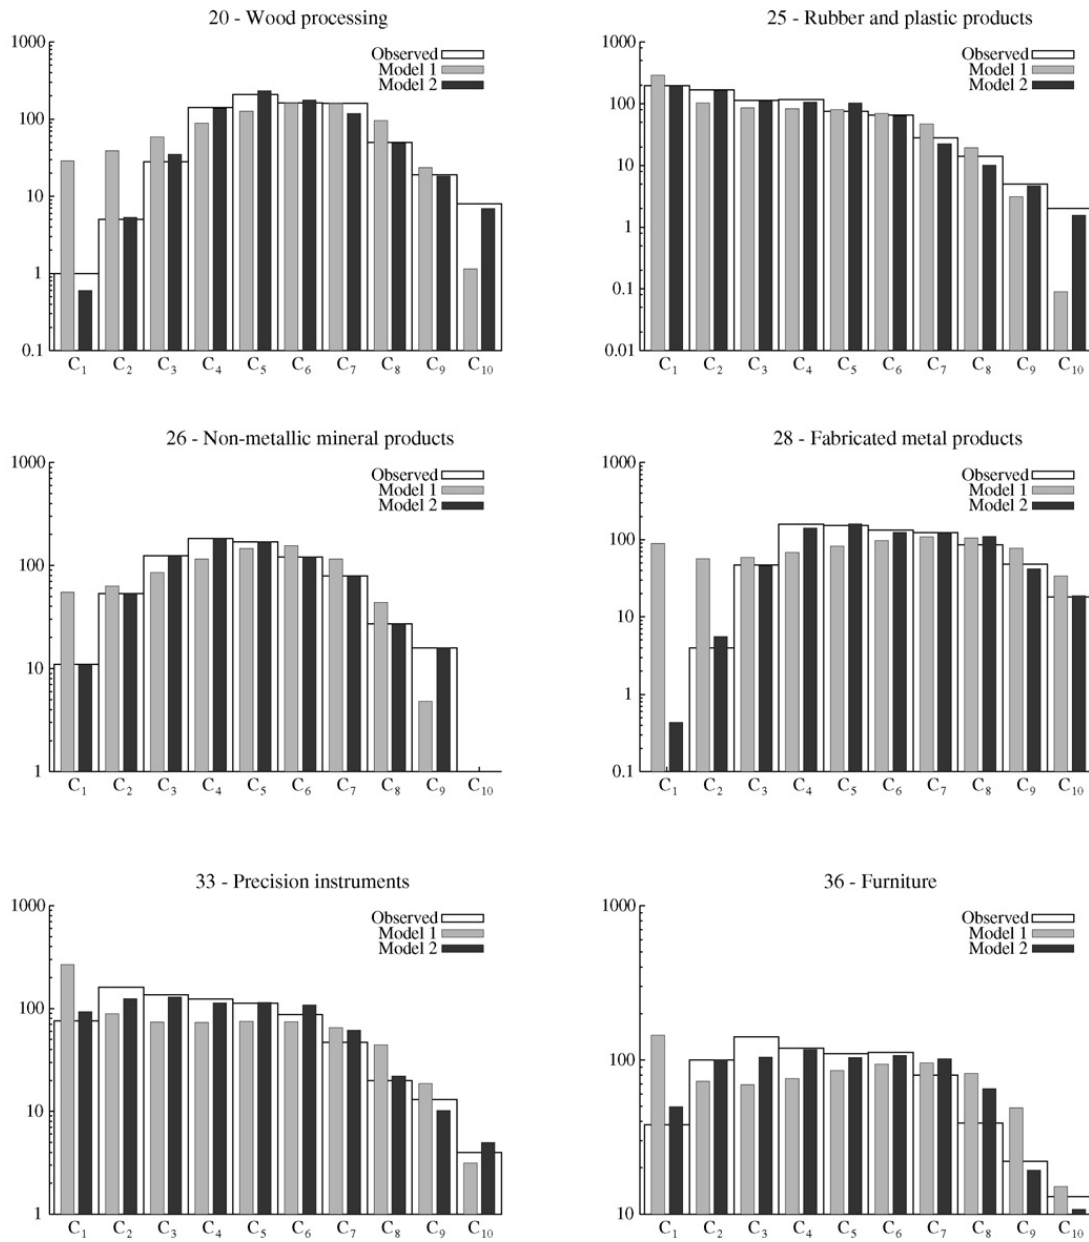 20 - Wood processing
1000
100
10
1
0.1
Observed
Model 1
Model 2
C1 C2 C3 C4 C5 C6 C7 C8 C9 C10
25 - Rubber and plastic products
1000
100
10
1
0.1
0.01
Observed
Model 1
Model 2
C1 C2 C3 C4 C5 C6 C7 C8 C9 C10
26 - Non-metallic mineral products
1000
100
10
1
Observed
Model 1
Model 2
C1 C2 C3 C4 C5 C6 C7 C8 C9 C10
28 - Fabricated metal products
1000
100
10
1
0.1
Observed
Model 1
Model 2
C1 C2 C3 C4 C5 C6 C7 C8 C9 C10
33 - Precision instruments
1000
100
10
1
Observed
Model 1
Model 2
C1 C2 C3 C4 C5 C6 C7 C8 C9 C10
36 - Furniture
1000
100
10
Observed
Model 1
Model 2
C1 C2 C3 C4 C5 C6 C7 C8 C9 C10